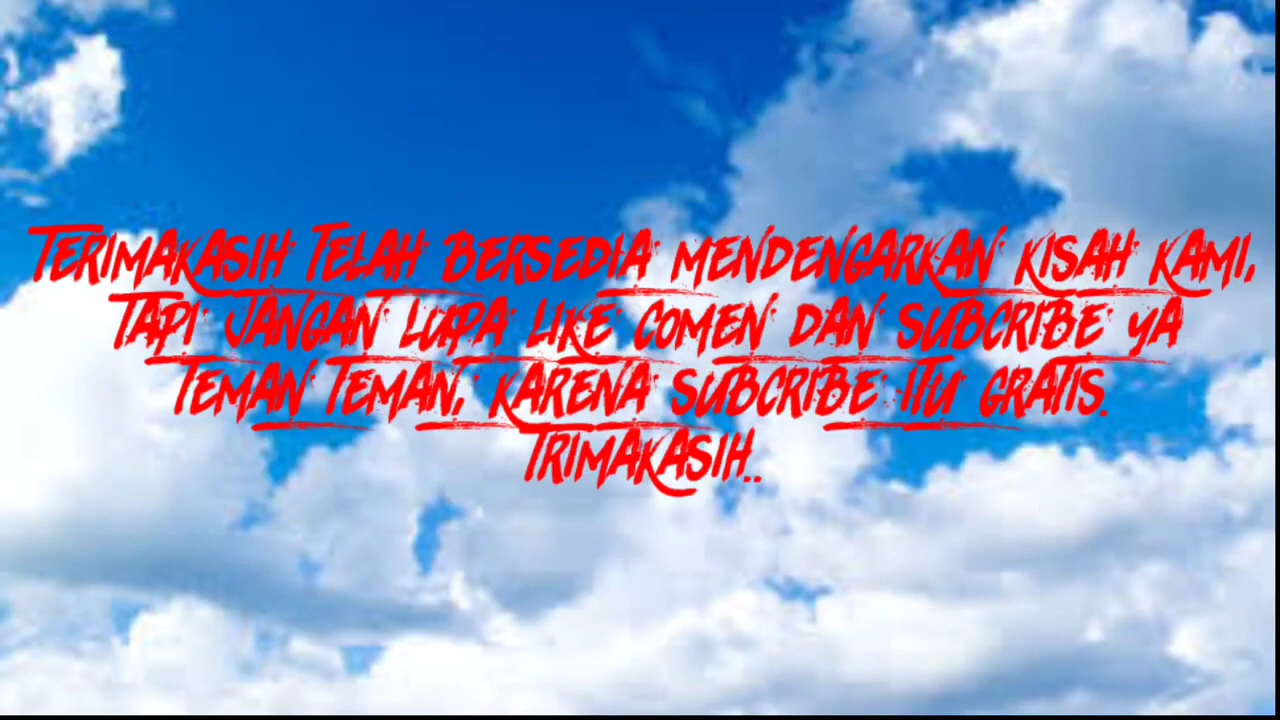 TERIMAKASIH TELAH BERSEDIA MENDENGARKAN KISAH KAMI,
TAPI JANGAN LUPA LIKE COMEN DAN SUBCRIBE YA
TEMAN TEMAN, KARENA SUBCRIBE ITU GRATIS.
TRIMAKASIH..